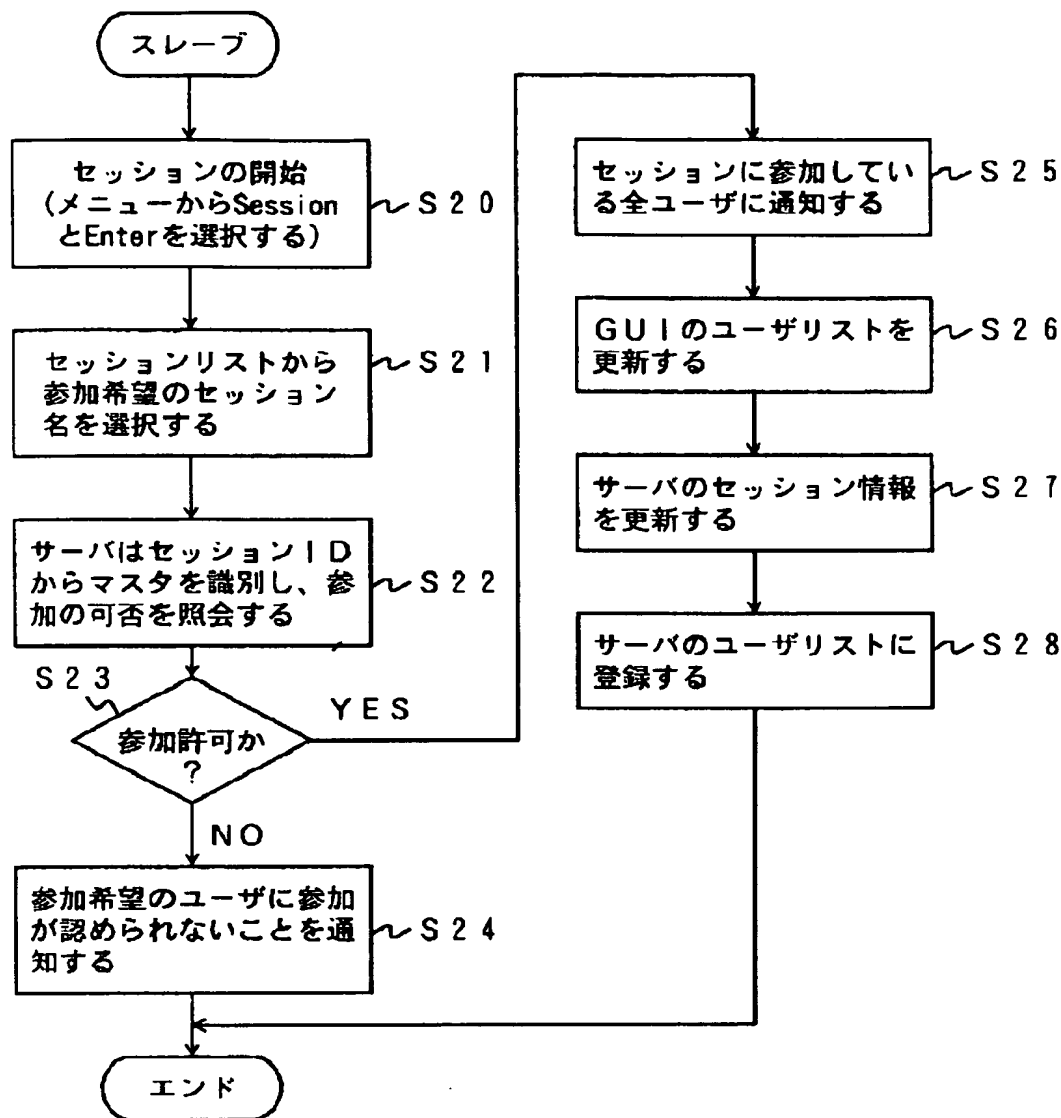 スレーブ
セッションの開始
(メニューからSession
とEnterを選択する)
S20
セッションリストから
参加希望のセッション
名を選択する
S21
サーバはセッションID
からマスタを識別し、参
加の可否を照会する
S22
S23
参加許可か
?
YES
NO
参加希望のユーザに参加
が認められないことを通
知する
S24
エンド
セッションに参加してい
る全ユーザに通知する
S25
GUIのユーザリストを
更新する
S26
サーバのセッション情報
を更新する
S27
サーバのユーザリストに
登録する
S28